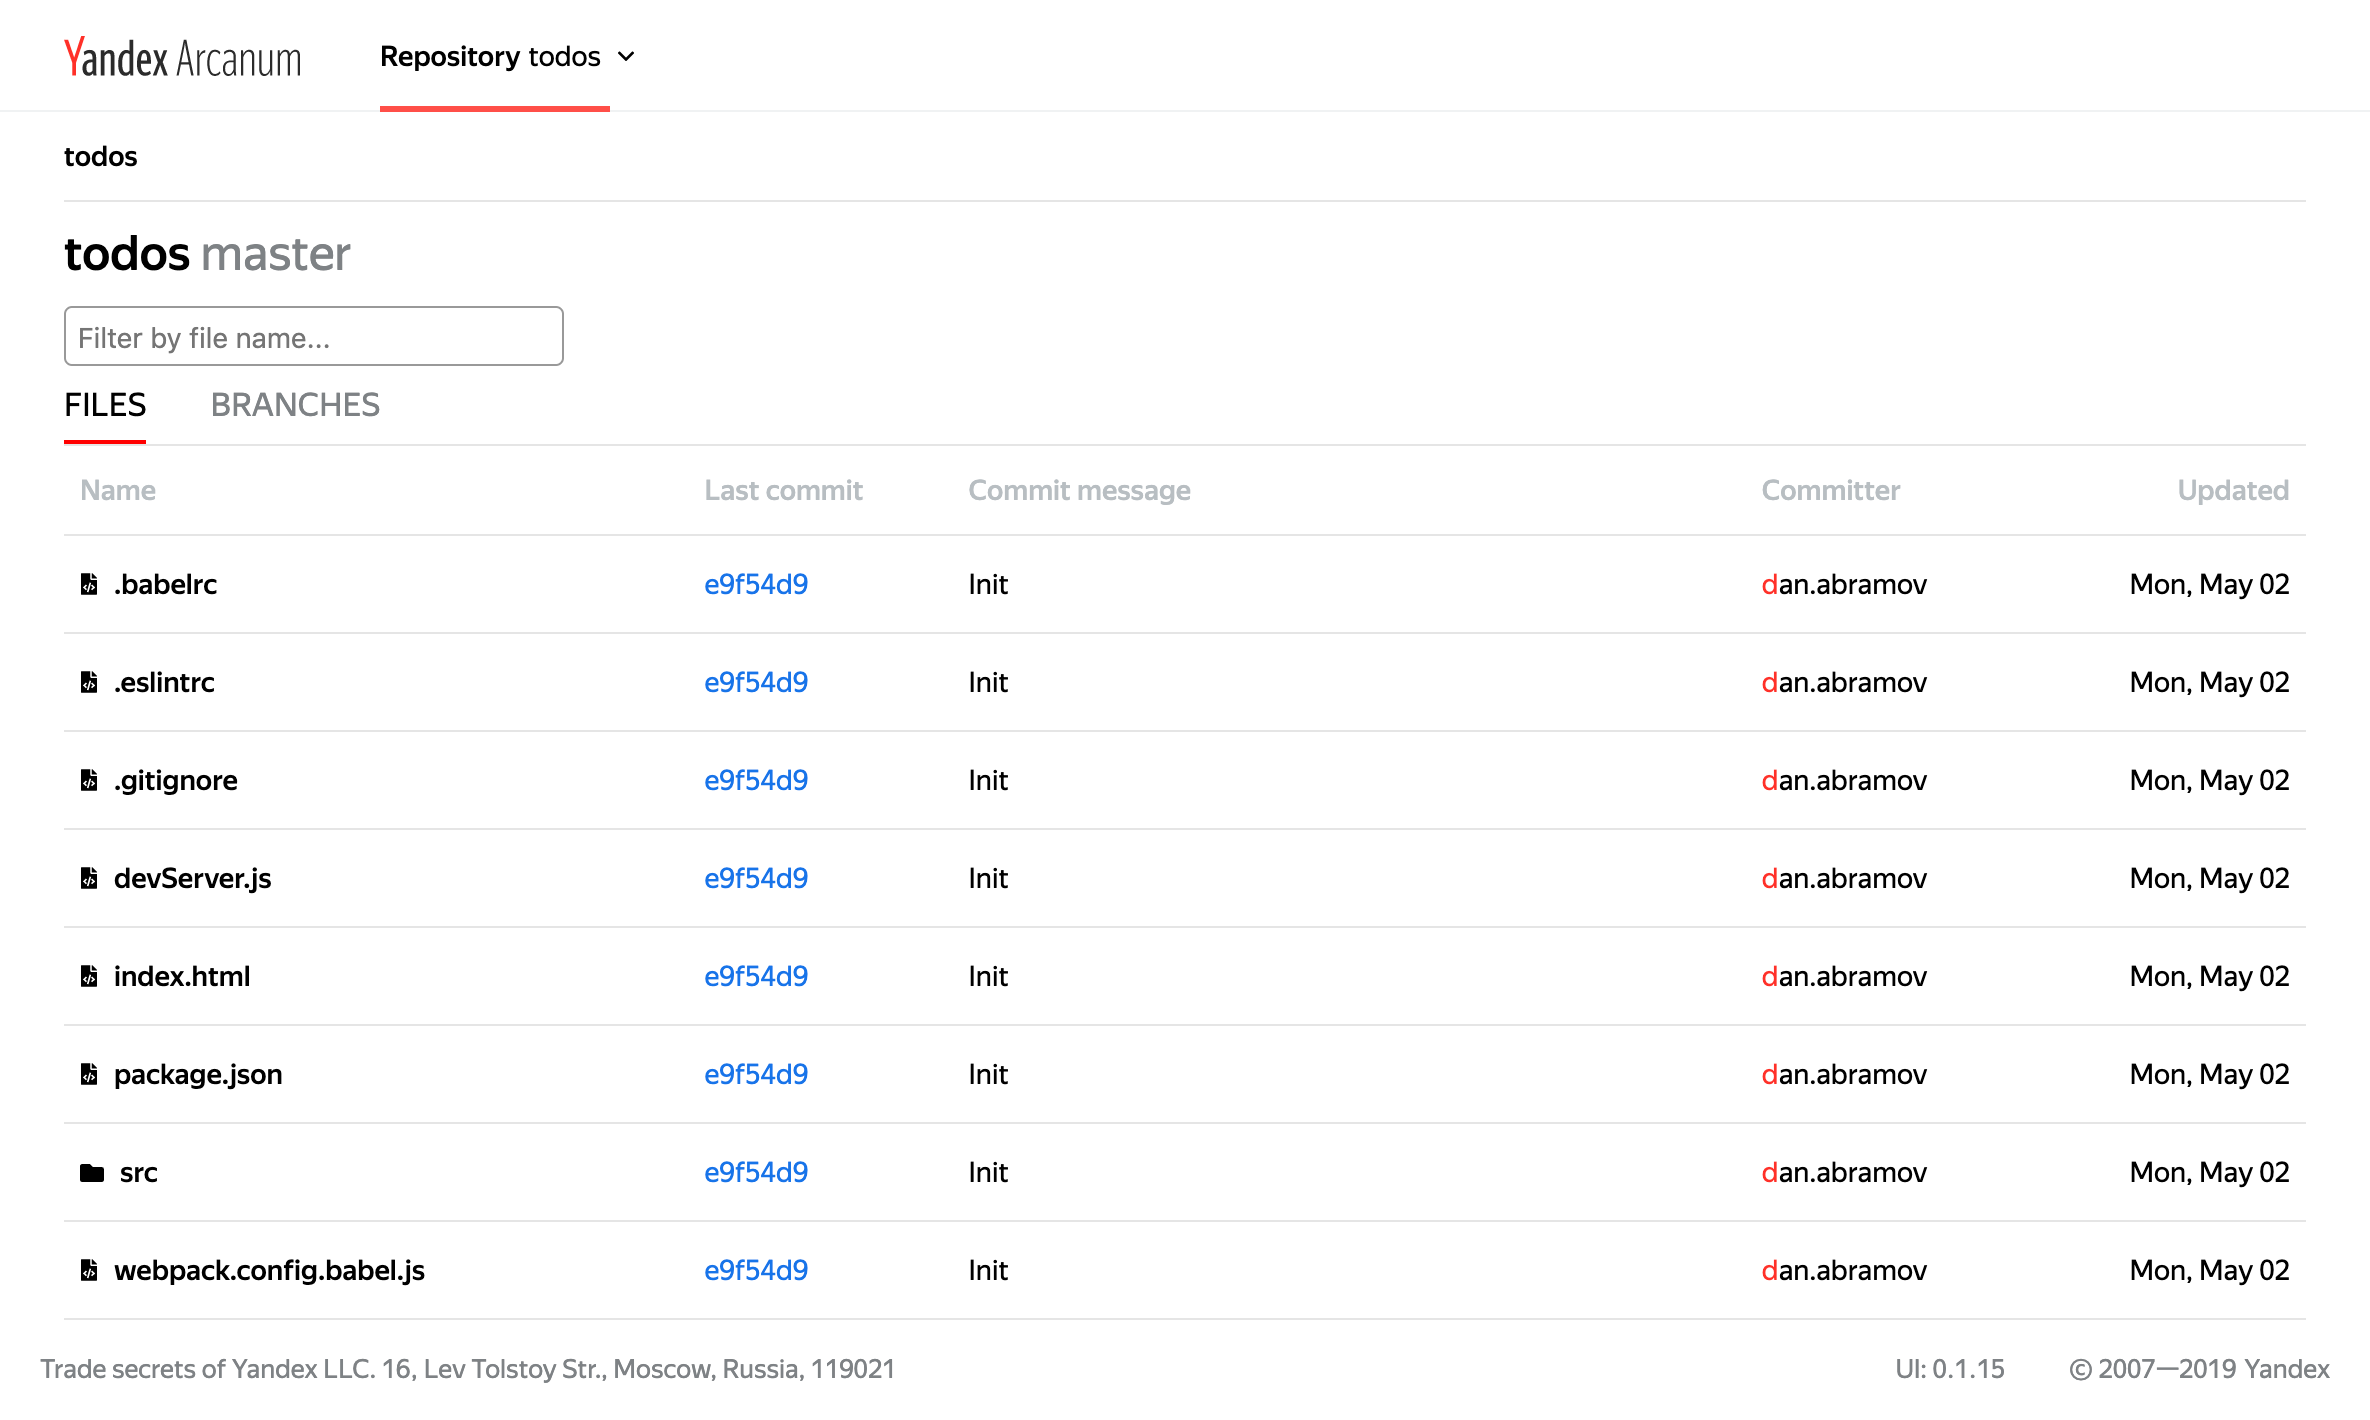 Yandex Arcanum Repository todos
todos
todos master
Filter by file name...
FILES BRANCHES
Name Last commit Commit message Committer Updated
.babelrc e9f54d9 Init dan.abramov Mon, May 02
.eslintrc e9f54d9 Init dan.abramov Mon, May 02
.gitignore e9f54d9 Init dan.abramov Mon, May 02
devServer.js e9f54d9 Init dan.abramov Mon, May 02
index.html e9f54d9 Init dan.abramov Mon, May 02
package.json e9f54d9 Init dan.abramov Mon, May 02
src e9f54d9 Init dan.abramov Mon, May 02
webpack.config.babel.js e9f54d9 Init dan.abramov Mon, May 02
Trade secrets of Yandex LLC. 16, Lev Tolstoy Str., Moscow, Russia, 119021 UI: 0.1.15 © 2007—2019 Yandex